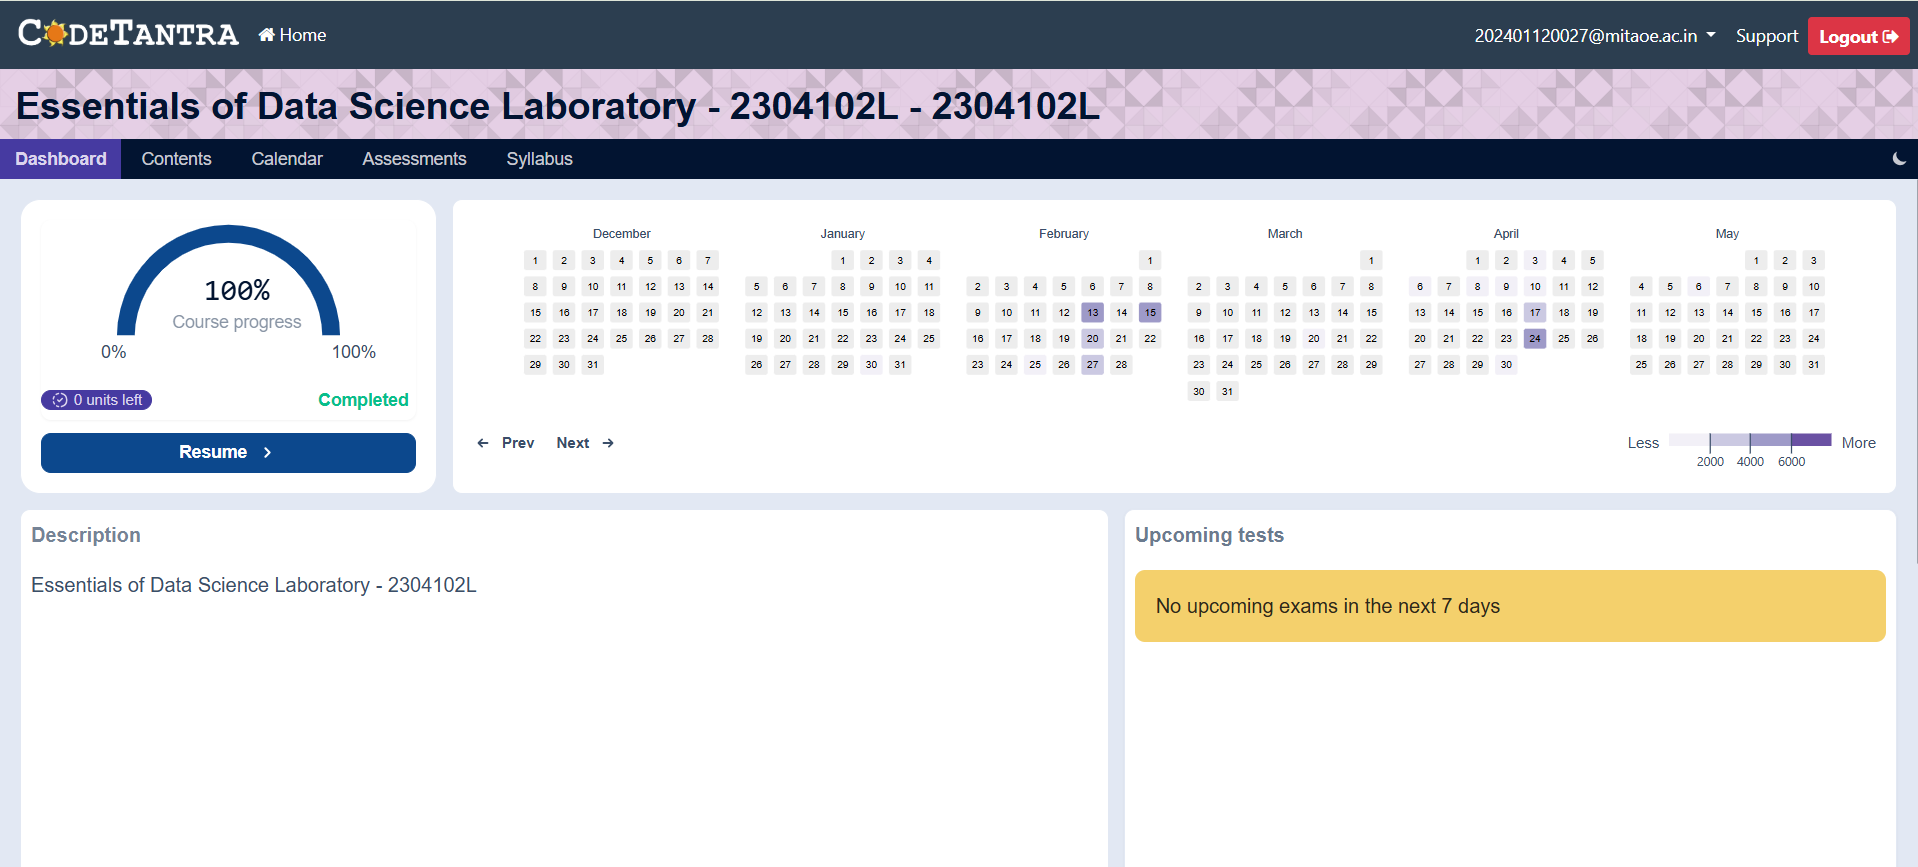 CODETANTRA Home 202401120027@mitaoe.ac.in Support Logout
Essentials of Data Science Laboratory - 2304102L - 2304102L
Dashboard Contents Calendar Assessments Syllabus
100%
Course progress
0% 100%
0 units left Completed
Resume
December
1 2 3 4 5 6 7
8 9 10 11 12 13 14
15 16 17 18 19 20 21
22 23 24 25 26 27 28
29 30 31
January
1 2 3 4
5 6 7 8 9 10 11
12 13 14 15 16 17 18
19 20 21 22 23 24 25
26 27 28 29 30 31
February
1
2 3 4 5 6 7 8
9 10 11 12 13 14 15
16 17 18 19 20 21 22
23 24 25 26 27 28
March
1
2 3 4 5 6 7 8
9 10 11 12 13 14 15
16 17 18 19 20 21 22
23 24 25 26 27 28 29
30 31
April
1 2 3 4 5
6 7 8 9 10 11 12
13 14 15 16 17 18 19
20 21 22 23 24 25 26
27 28 29 30
May
1 2 3
4 5 6 7 8 9 10
11 12 13 14 15 16 17
18 19 20 21 22 23 24
25 26 27 28 29 30 31
Prev Next
Less More
2000 4000 6000
Description
Essentials of Data Science Laboratory - 2304102L
Upcoming tests
No upcoming exams in the next 7 days